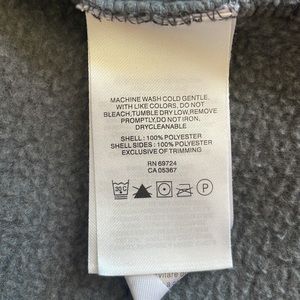 MACHINE WASH COLD GENTLE,
WITH LIKE COLORS, DO NOT
BLEACH,TUMBLE DRY LOW,REMOVE
PROMPTLY,DO NOT IRON,
DRYCLEANABLE
SHELL : 100% POLYESTER
SHELL SIDES : 100% POLYESTER
EXCLUSIVE OF TRIMMING
RN 69724
CA 05367
30 C
P